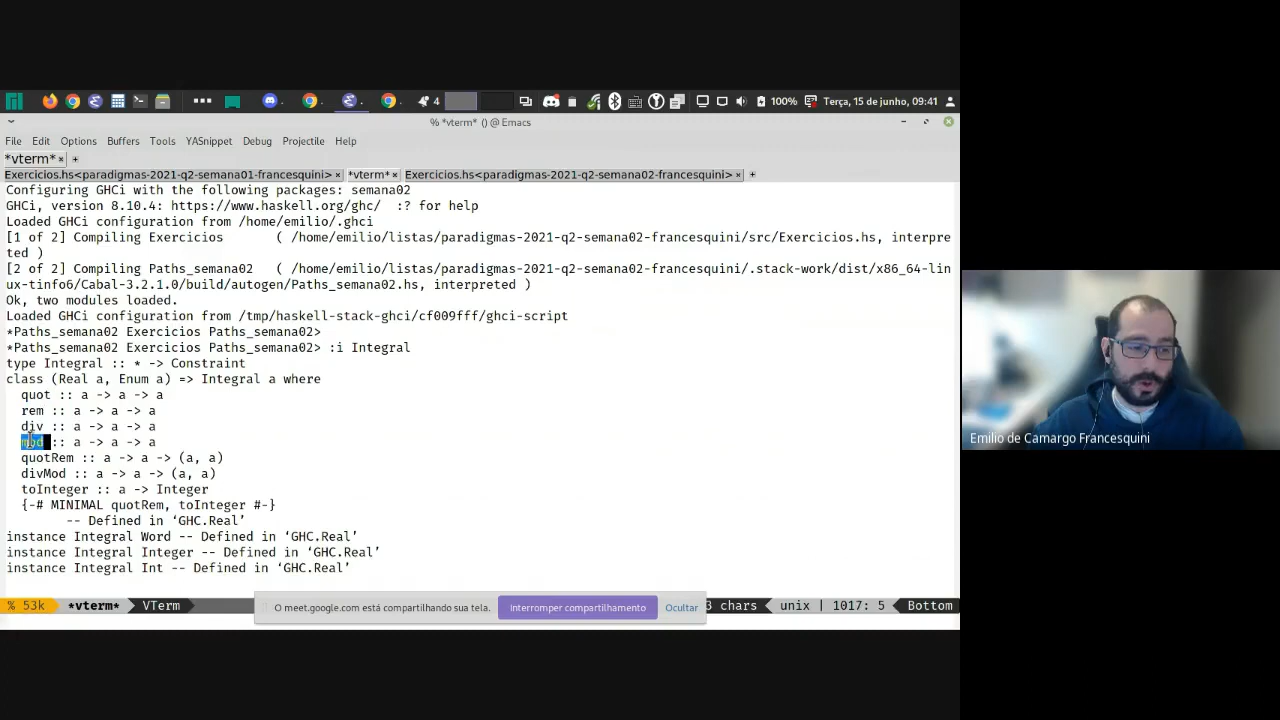 4
100%
Terça, 15 de junho, 09:41
% *vterm* () @ Emacs
File Edit Options Buffers Tools YASnippet Debug Projectile Help
*vterm* × +
Exercicios.hs<paradigmas-2021-q2-semana01-francesquini> × *vterm* × Exercicios.hs<paradigmas-2021-q2-semana02-francesquini> × +
Configuring GHCi with the following packages: semana02
GHCi, version 8.10.4: https://www.haskell.org/ghc/  :? for help
Loaded GHCi configuration from /home/emilio/.ghci
[1 of 2] Compiling Exercicios       ( /home/emilio/listas/paradigmas-2021-q2-semana02-francesquini/src/Exercicios.hs, interpre
ted )
[2 of 2] Compiling Paths_semana02   ( /home/emilio/listas/paradigmas-2021-q2-semana02-francesquini/.stack-work/dist/x86_64-lin
ux-tinfo6/Cabal-3.2.1.0/build/autogen/Paths_semana02.hs, interpreted )
Ok, two modules loaded.
Loaded GHCi configuration from /tmp/haskell-stack-ghci/cf009fff/ghci-script
*Paths_semana02 Exercicios Paths_semana02>
*Paths_semana02 Exercicios Paths_semana02> :i Integral
type Integral :: * -> Constraint
class (Real a, Enum a) => Integral a where
  quot :: a -> a -> a
  rem :: a -> a -> a
  div :: a -> a -> a
  mod :: a -> a -> a
  quotRem :: a -> a -> (a, a)
  divMod :: a -> a -> (a, a)
  toInteger :: a -> Integer
  {-# MINIMAL quotRem, toInteger #-}
        -- Defined in ‘GHC.Real’
instance Integral Word -- Defined in ‘GHC.Real’
instance Integral Integer -- Defined in ‘GHC.Real’
instance Integral Int -- Defined in ‘GHC.Real’
% 53k *vterm* VTerm 3 chars unix | 1017: 5 Bottom
O meet.google.com está compartilhando sua tela. Interromper compartilhamento Ocultar
Emilio de Camargo Francesquini